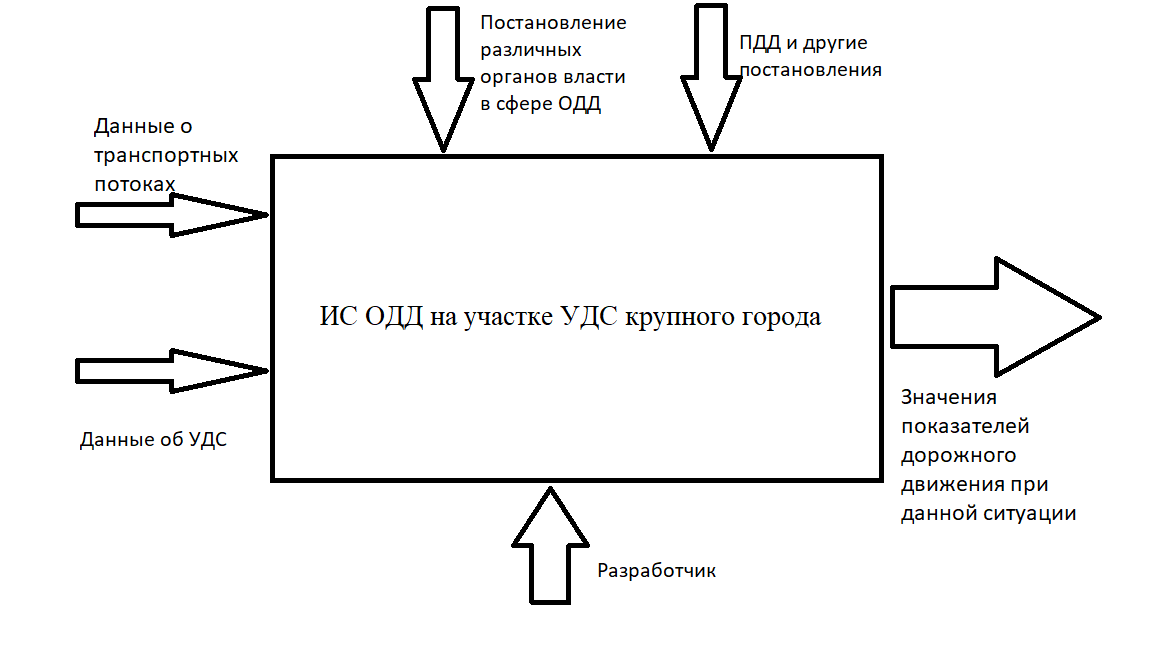 Постановление
различных
органов власти
в сфере ОДД
ПДД и другие
постановления
Данные о
транспортных
потоках
ИС ОДД на участке УДС крупного города
Данные об УДС
Значения
показателей
дорожного
движения при
данной ситуации
Разработчик